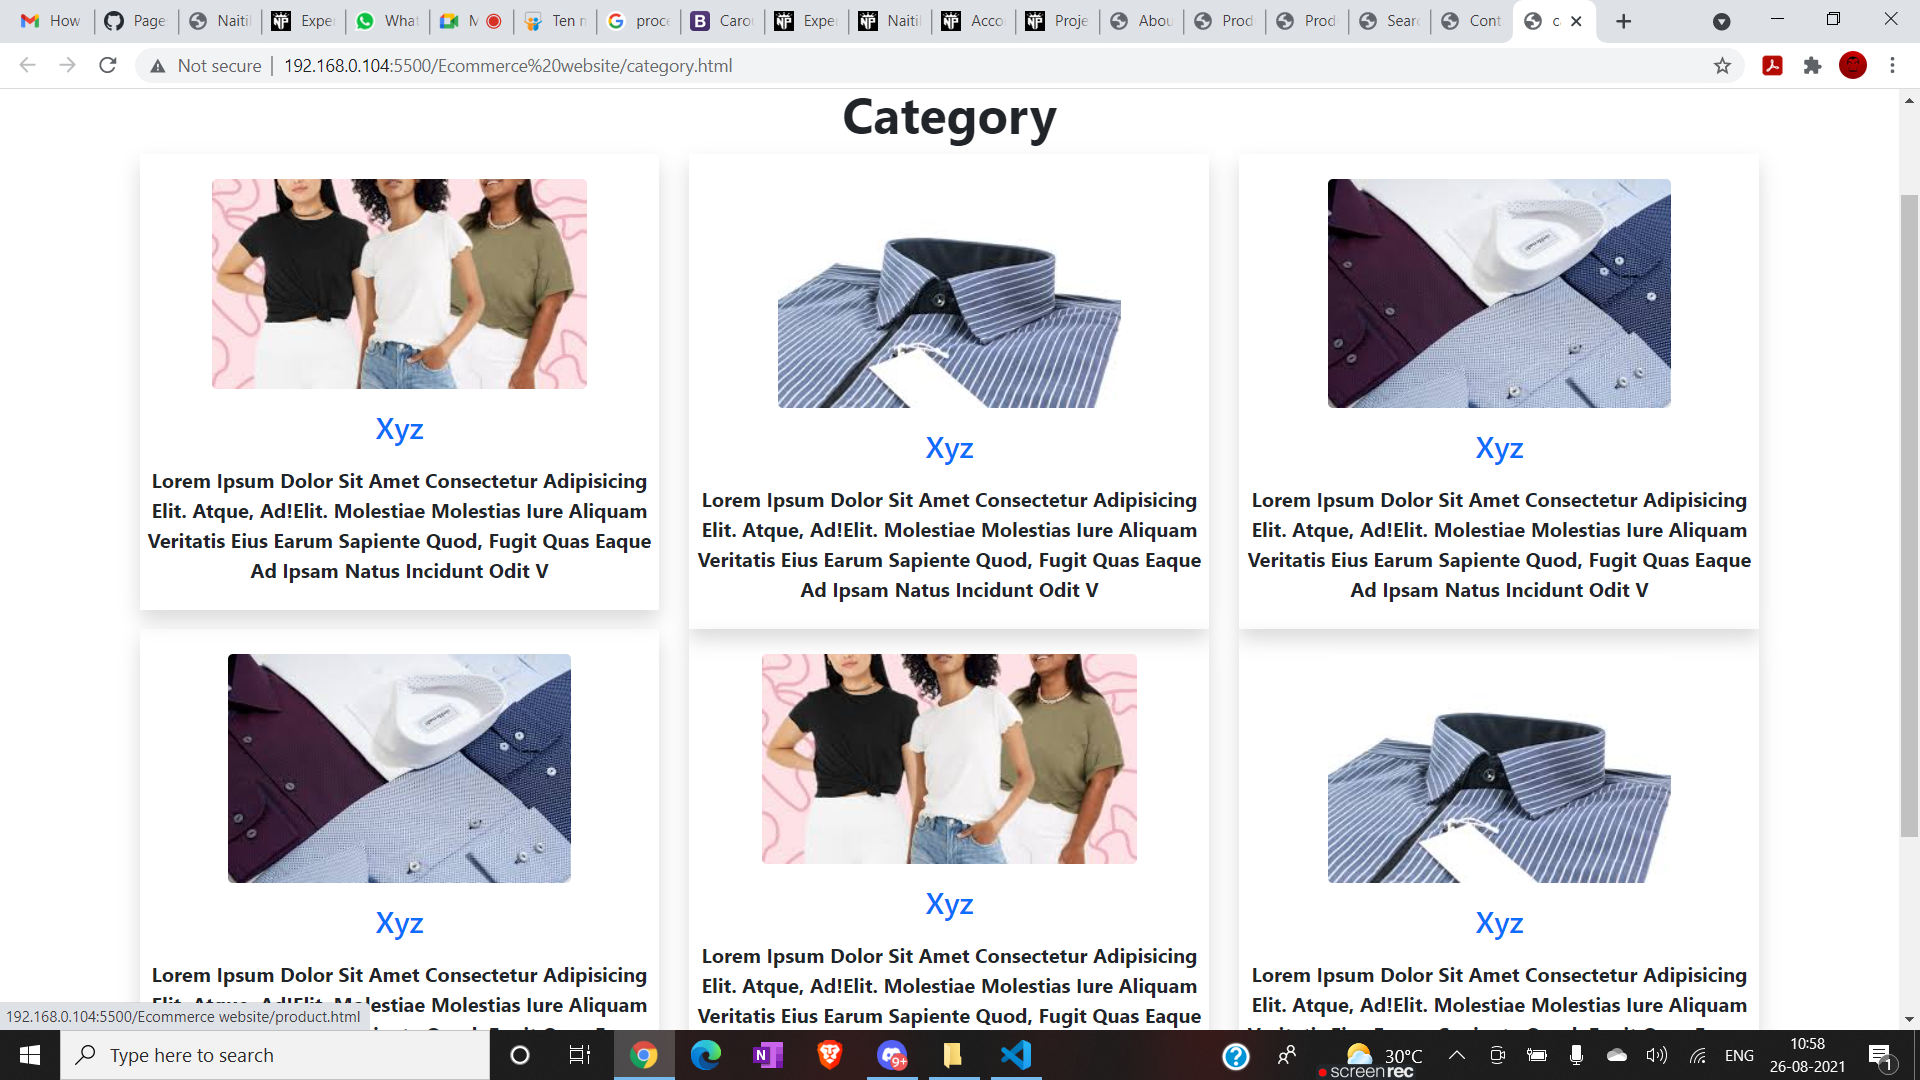 How
Page
Naiti
Exper
What
M
Ten n
proce
Carou
Exper
Naiti
Acco
Proje
Abou
Prod
Prod
Searc
Cont
c
Not secure
192.168.0.104:5500/Ecommerce%20website/category.html
Category
Xyz
Lorem Ipsum Dolor Sit Amet Consectetur Adipisicing
Elit. Atque, Ad!Elit. Molestiae Molestias Iure Aliquam
Veritatis Eius Earum Sapiente Quod, Fugit Quas Eaque
Ad Ipsam Natus Incidunt Odit V
Xyz
Lorem Ipsum Dolor Sit Amet Consectetur Adipisicing
Elit. Atque, Ad!Elit. Molestiae Molestias Iure Aliquam
Veritatis Eius Earum Sapiente Quod, Fugit Quas Eaque
Ad Ipsam Natus Incidunt Odit V
Xyz
Lorem Ipsum Dolor Sit Amet Consectetur Adipisicing
Elit. Atque, Ad!Elit. Molestiae Molestias Iure Aliquam
Veritatis Eius Earum Sapiente Quod, Fugit Quas Eaque
Ad Ipsam Natus Incidunt Odit V
Xyz
Lorem Ipsum Dolor Sit Amet Consectetur Adipisicing
Molestias Iure Aliquam
Xyz
Lorem Ipsum Dolor Sit Amet Consectetur Adipisicing
Elit. Atque, Ad!Elit. Molestiae Molestias Iure Aliquam
Veritatis Eius Earum Sapiente Quod, Fugit Quas Eaque
Xyz
Lorem Ipsum Dolor Sit Amet Consectetur Adipisicing
Elit. Atque, Ad!Elit. Molestiae Molestias Iure Aliquam
192.168.0.104:5500/Ecommerce website/product.html
Type here to search
9+
30°C
ENG
10:58
26-08-2021
1
screenrec